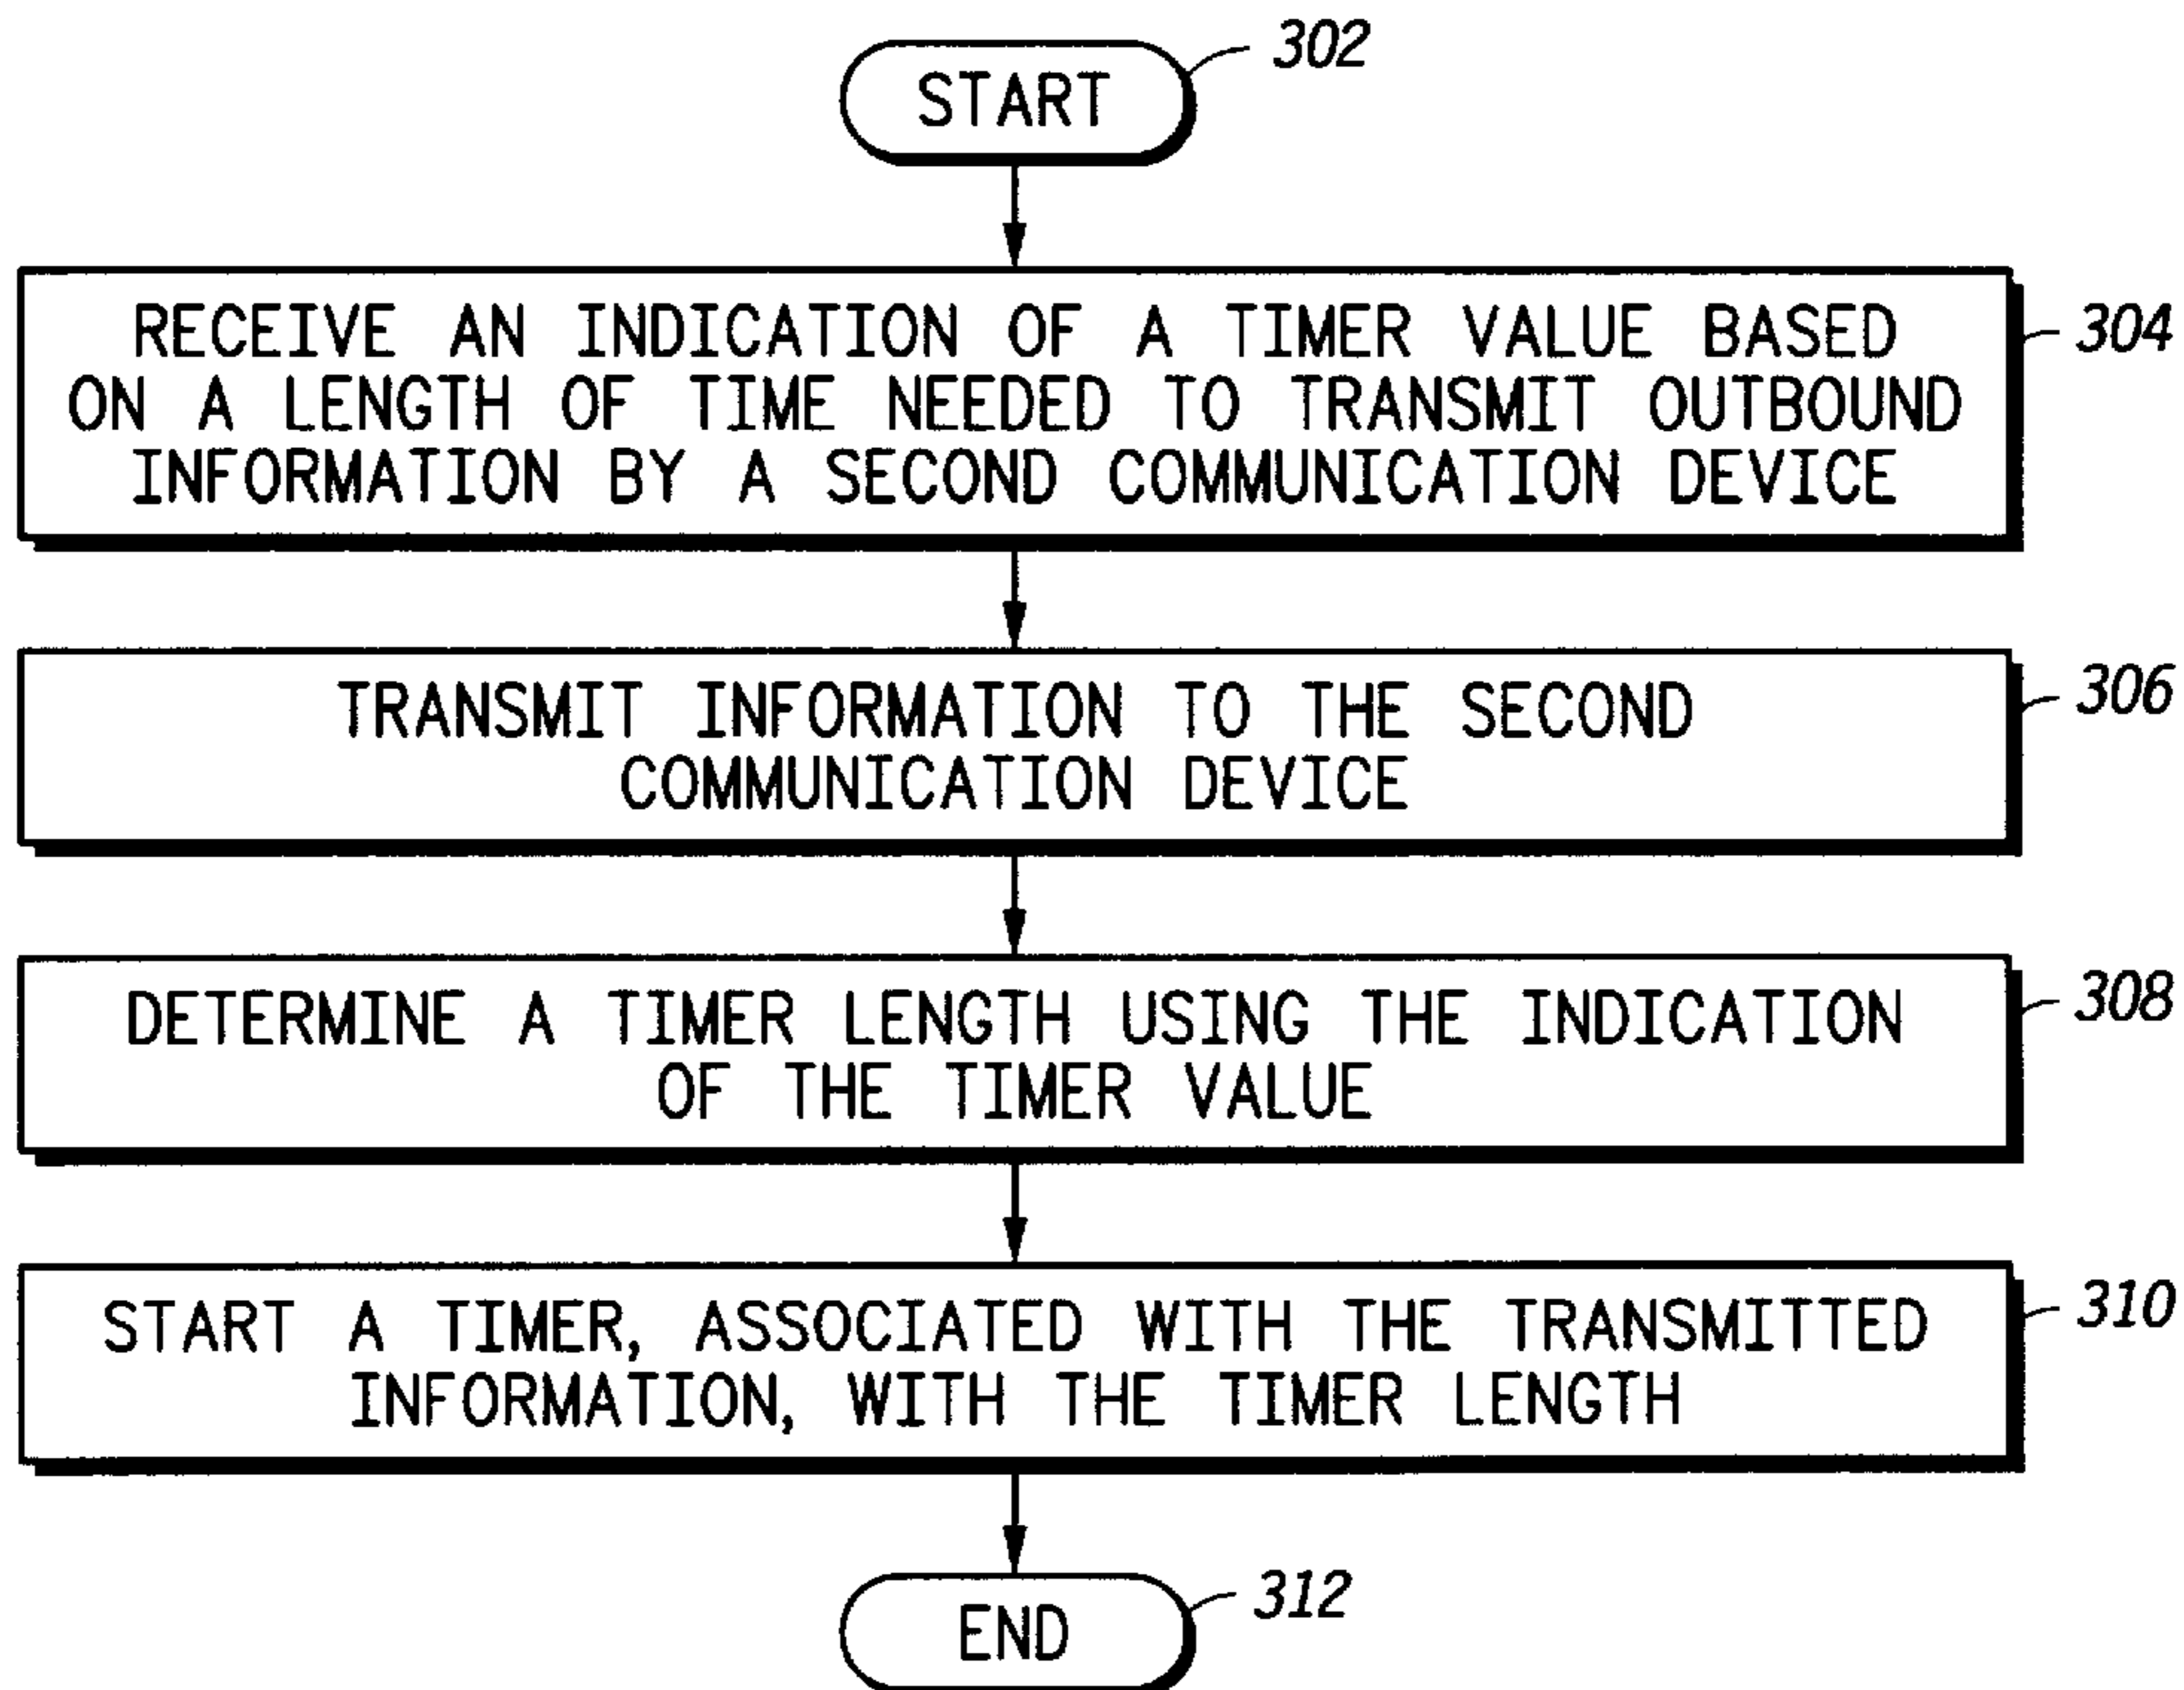 START
302
RECEIVE AN INDICATION OF A TIMER VALUE BASED
ON A LENGTH OF TIME NEEDED TO TRANSMIT OUTBOUND
INFORMATION BY A SECOND COMMUNICATION DEVICE
304
TRANSMIT INFORMATION TO THE SECOND
COMMUNICATION DEVICE
306
DETERMINE A TIMER LENGTH USING THE INDICATION
OF THE TIMER VALUE
308
START A TIMER, ASSOCIATED WITH THE TRANSMITTED
INFORMATION, WITH THE TIMER LENGTH
310
END
312